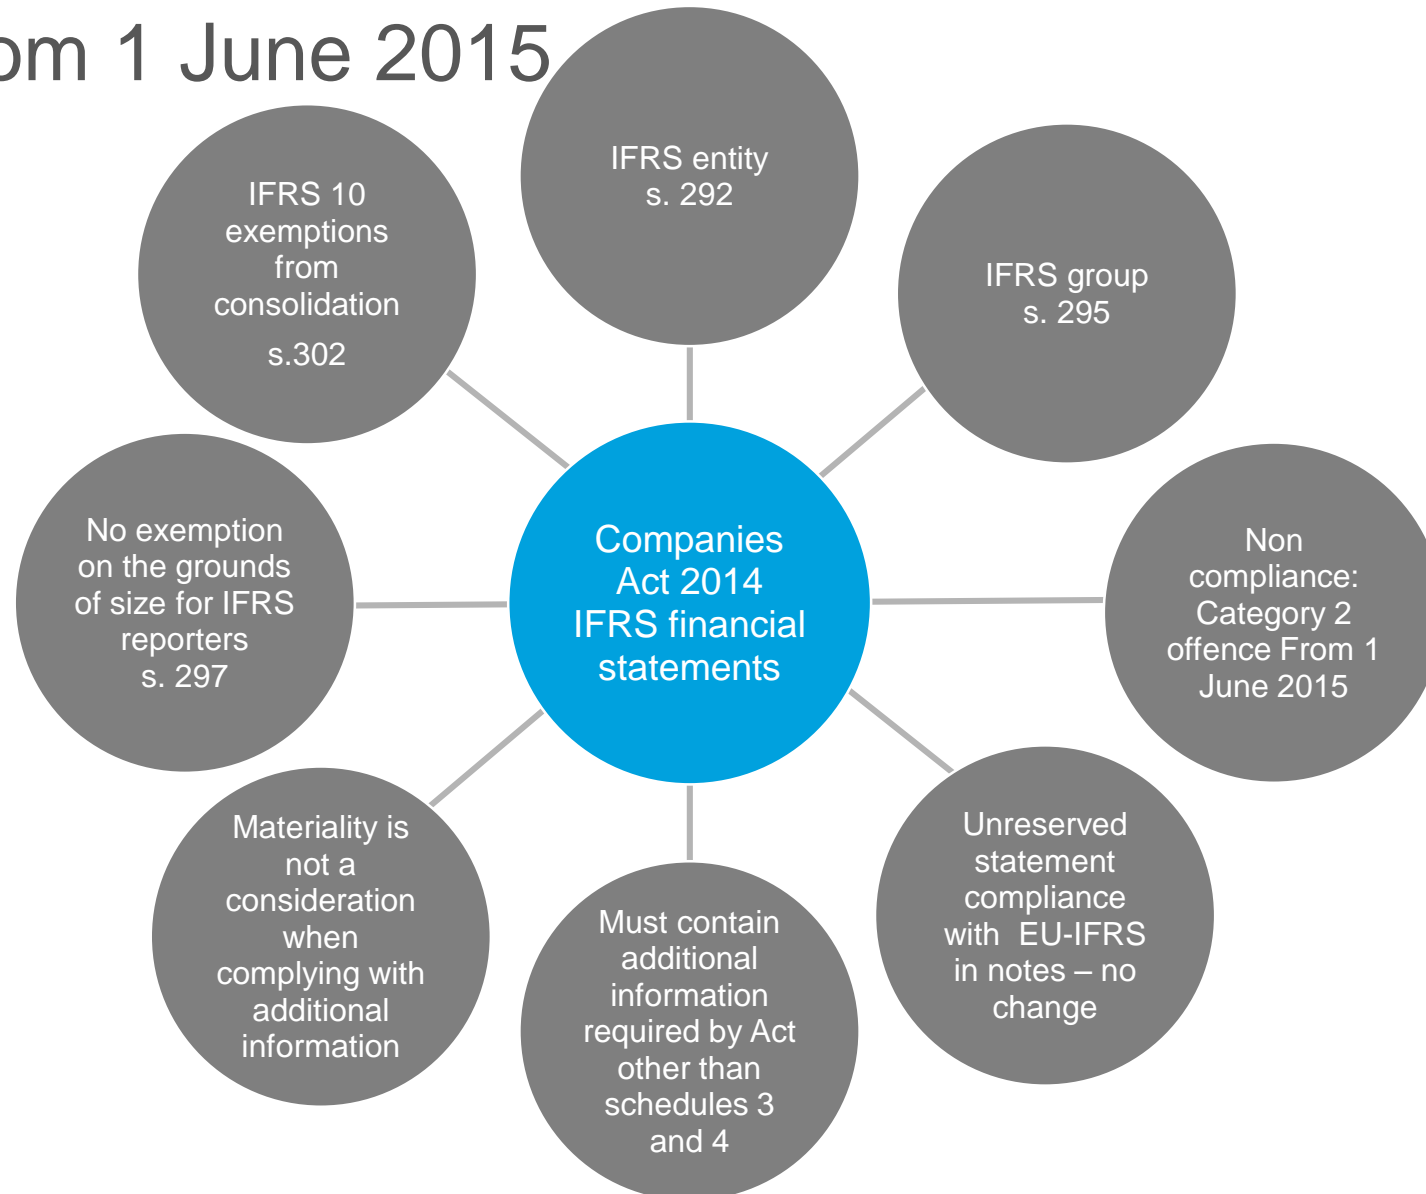 om 1 June 2015
IFRS entity
s. 292
IFRS group
s. 295
Non
compliance:
Category 2
offence From 1
June 2015
Unreserved
statement
compliance
with EU-IFRS
in notes – no
change
Must contain
additional
information
required by Act
other than
schedules 3
and 4
Materiality is
not a
consideration
when
complying with
additional
information
No exemption
on the grounds
of size for IFRS
reporters
s. 297
IFRS 10
exemptions
from
consolidation
s.302
Companies
Act 2014
IFRS financial
statements